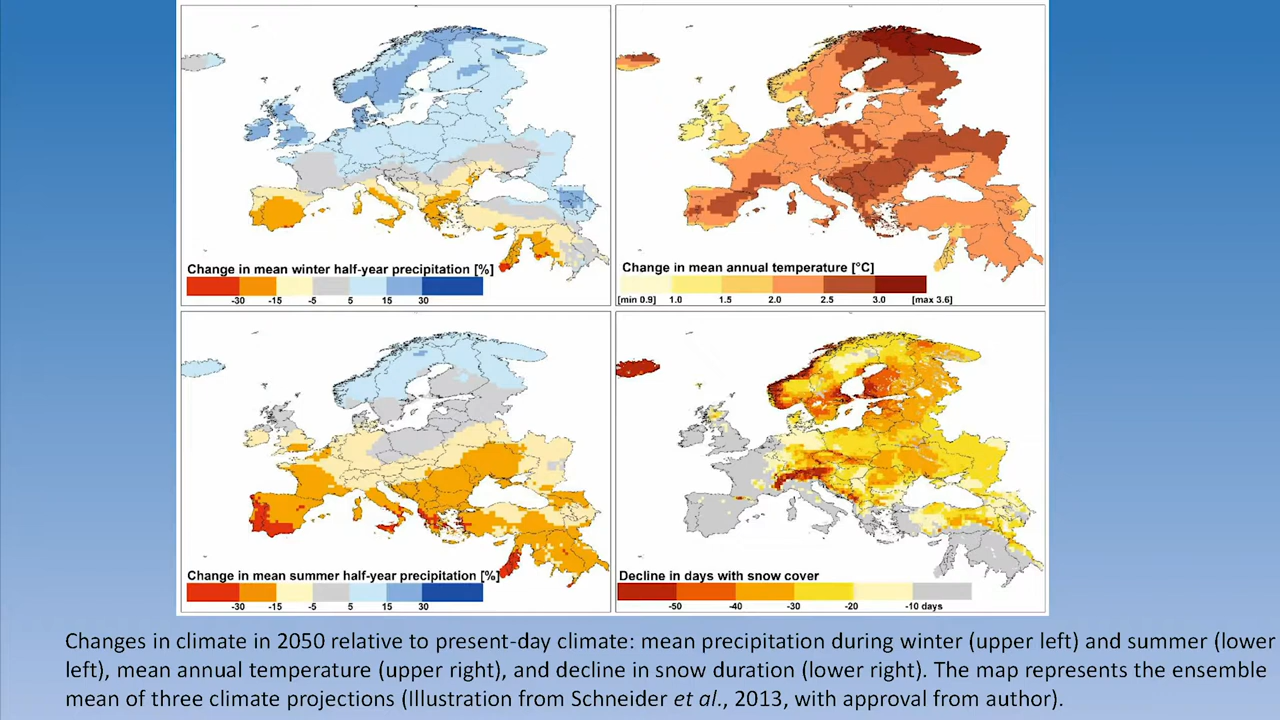 Change in mean winter half-year precipitation [%]
-30 -15 -5 5 15 30
Change in mean annual temperature [°C]
[min 0.9] 1.0 1.5 2.0 2.5 3.0 [max 3.6]
Change in mean summer half-year precipitation [%]
-30 -15 -5 5 15 30
Decline in days with snow cover
-50 -40 -30 -20 -10 days
Changes in climate in 2050 relative to present-day climate: mean precipitation during winter (upper left) and summer (lower
left), mean annual temperature (upper right), and decline in snow duration (lower right). The map represents the ensemble
mean of three climate projections (Illustration from Schneider et al., 2013, with approval from author).